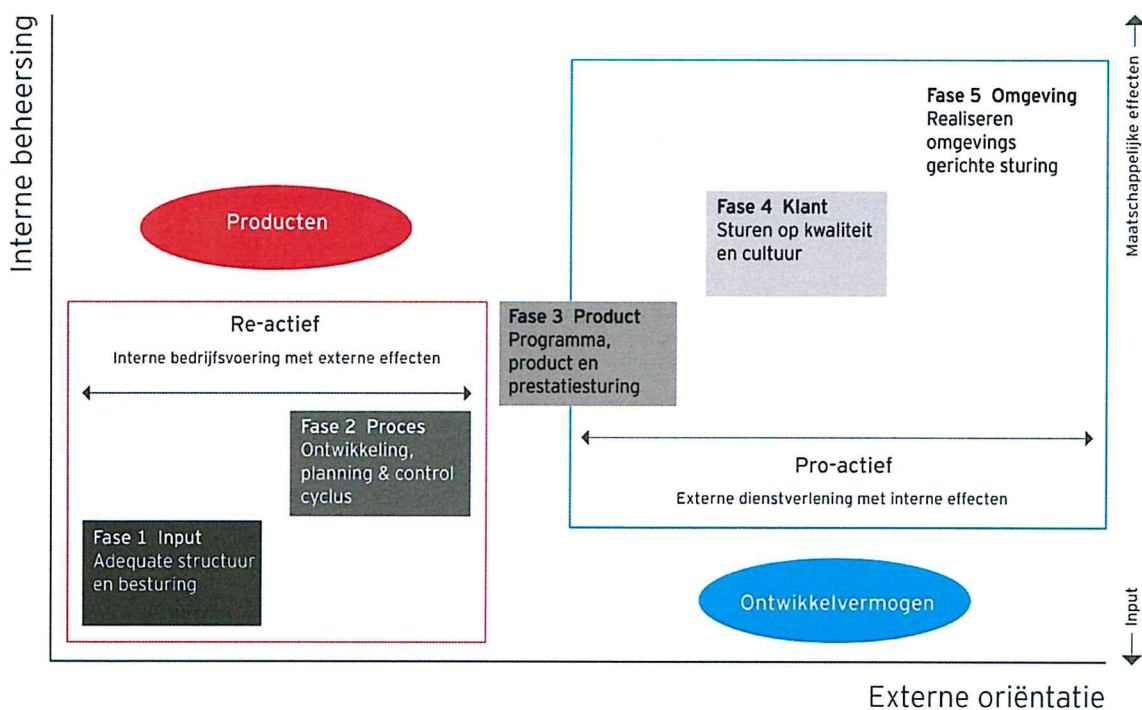 Interne beheersing
Maatschappelijke effecten
Fase 5 Omgeving
Realiseren
omgevings
gerichte sturing
Fase 4 Klant
Sturen op kwaliteit
en cultuur
Producten
Re-actief
Interne bedrijfsvoering met externe effecten
Fase 3 Product
Programma,
product en
prestatiesturing
Fase 2 Proces
Ontwikkeling,
planning & control
cyclus
Pro-actief
Externe dienstverlening met interne effecten
Fase 1 Input
Adequate structuur
en besturing
Ontwikkelvermogen
Input
Externe oriëntatie